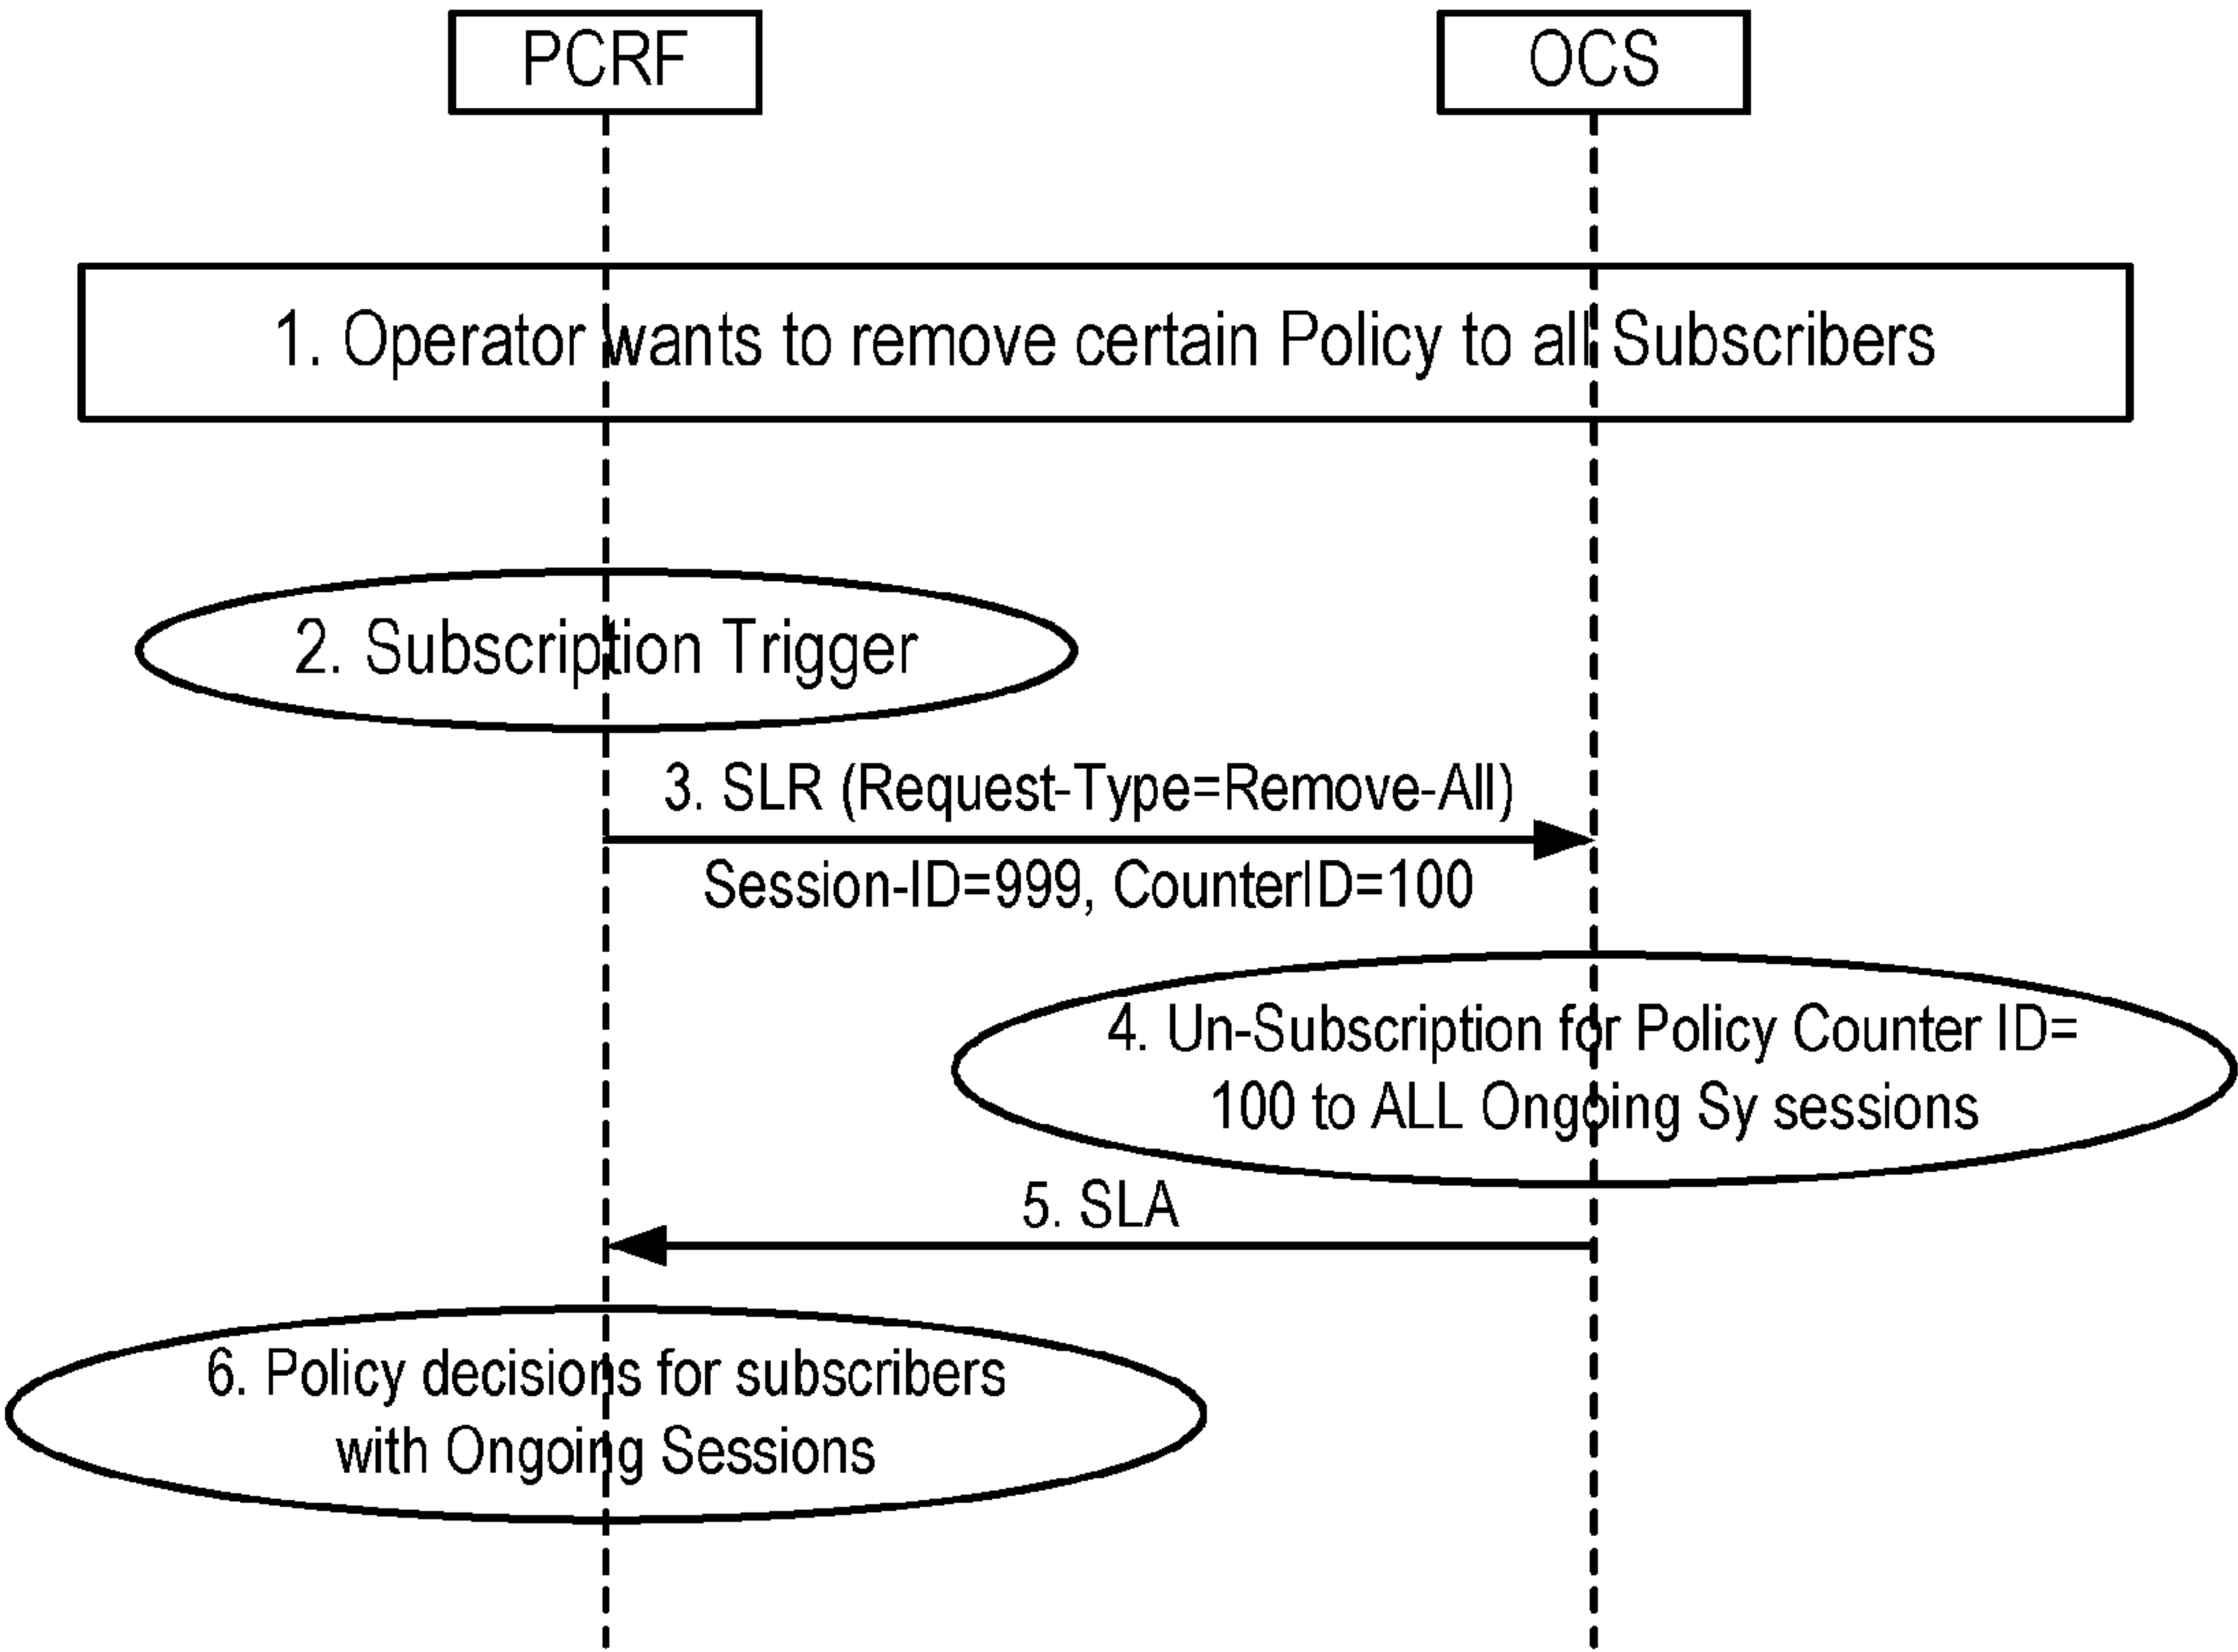 PCRF
OCS
1. Operator wants to remove certain Policy to all Subscribers
2. Subscription Trigger
3. SLR (Request-Type=Remove-All)
Session-ID=999, CounterID=100
4. Un-Subscription for Policy Counter ID=
100 to ALL Ongoing Sy sessions
5. SLA
6. Policy decisions for subscribers
with Ongoing Sessions